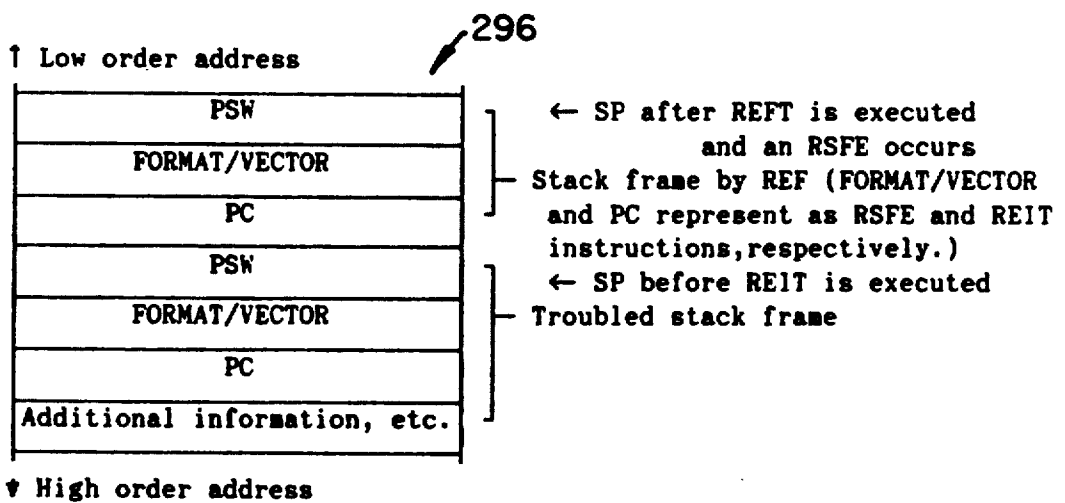 296
↑ Low order address
PSW
← SP after REFT is executed
and an RSFE occurs
FORMAT/VECTOR
Stack frame by REF (FORMAT/VECTOR
PC
and PC represent as RSFE and REIT
instructions,respectively.)
PSW
← SP before REIT is executed
FORMAT/VECTOR
Troubled stack frame
PC
Additional information, etc.
↓ High order address